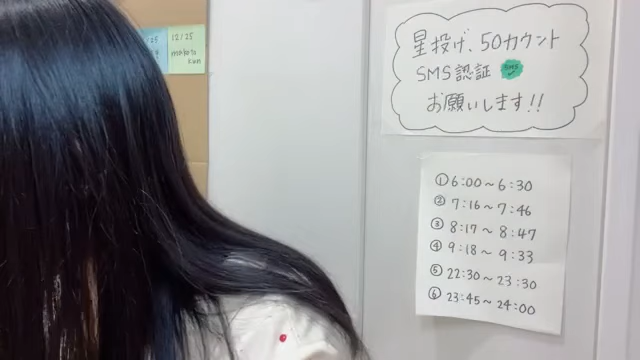 12/25
makoto
星投げ、50カウント
SMS認証
お願いします!!
①6:00～6:30
②7:16～7:46
③8:17～8:47
④9:18～9:33
⑤22:30～23:30
⑥23:45～24:00